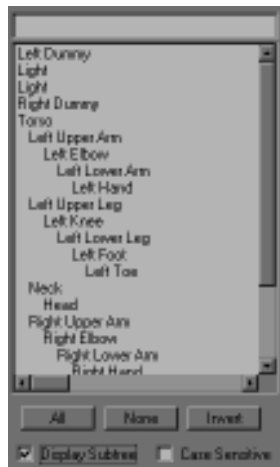 Left Dummy
Light
Light
Right Dummy
Torso
Left Upper Arm
Left Elbow
Left Lower Arm
Left Hand
Left Upper Leg
Left Knee
Left Lower Leg
Left Foot
Left Toe
Neck
Head
Right Upper Arm
Right Elbow
Right Lower Arm
Right Hand
All None Invert
Display Subtree Case Sensitive